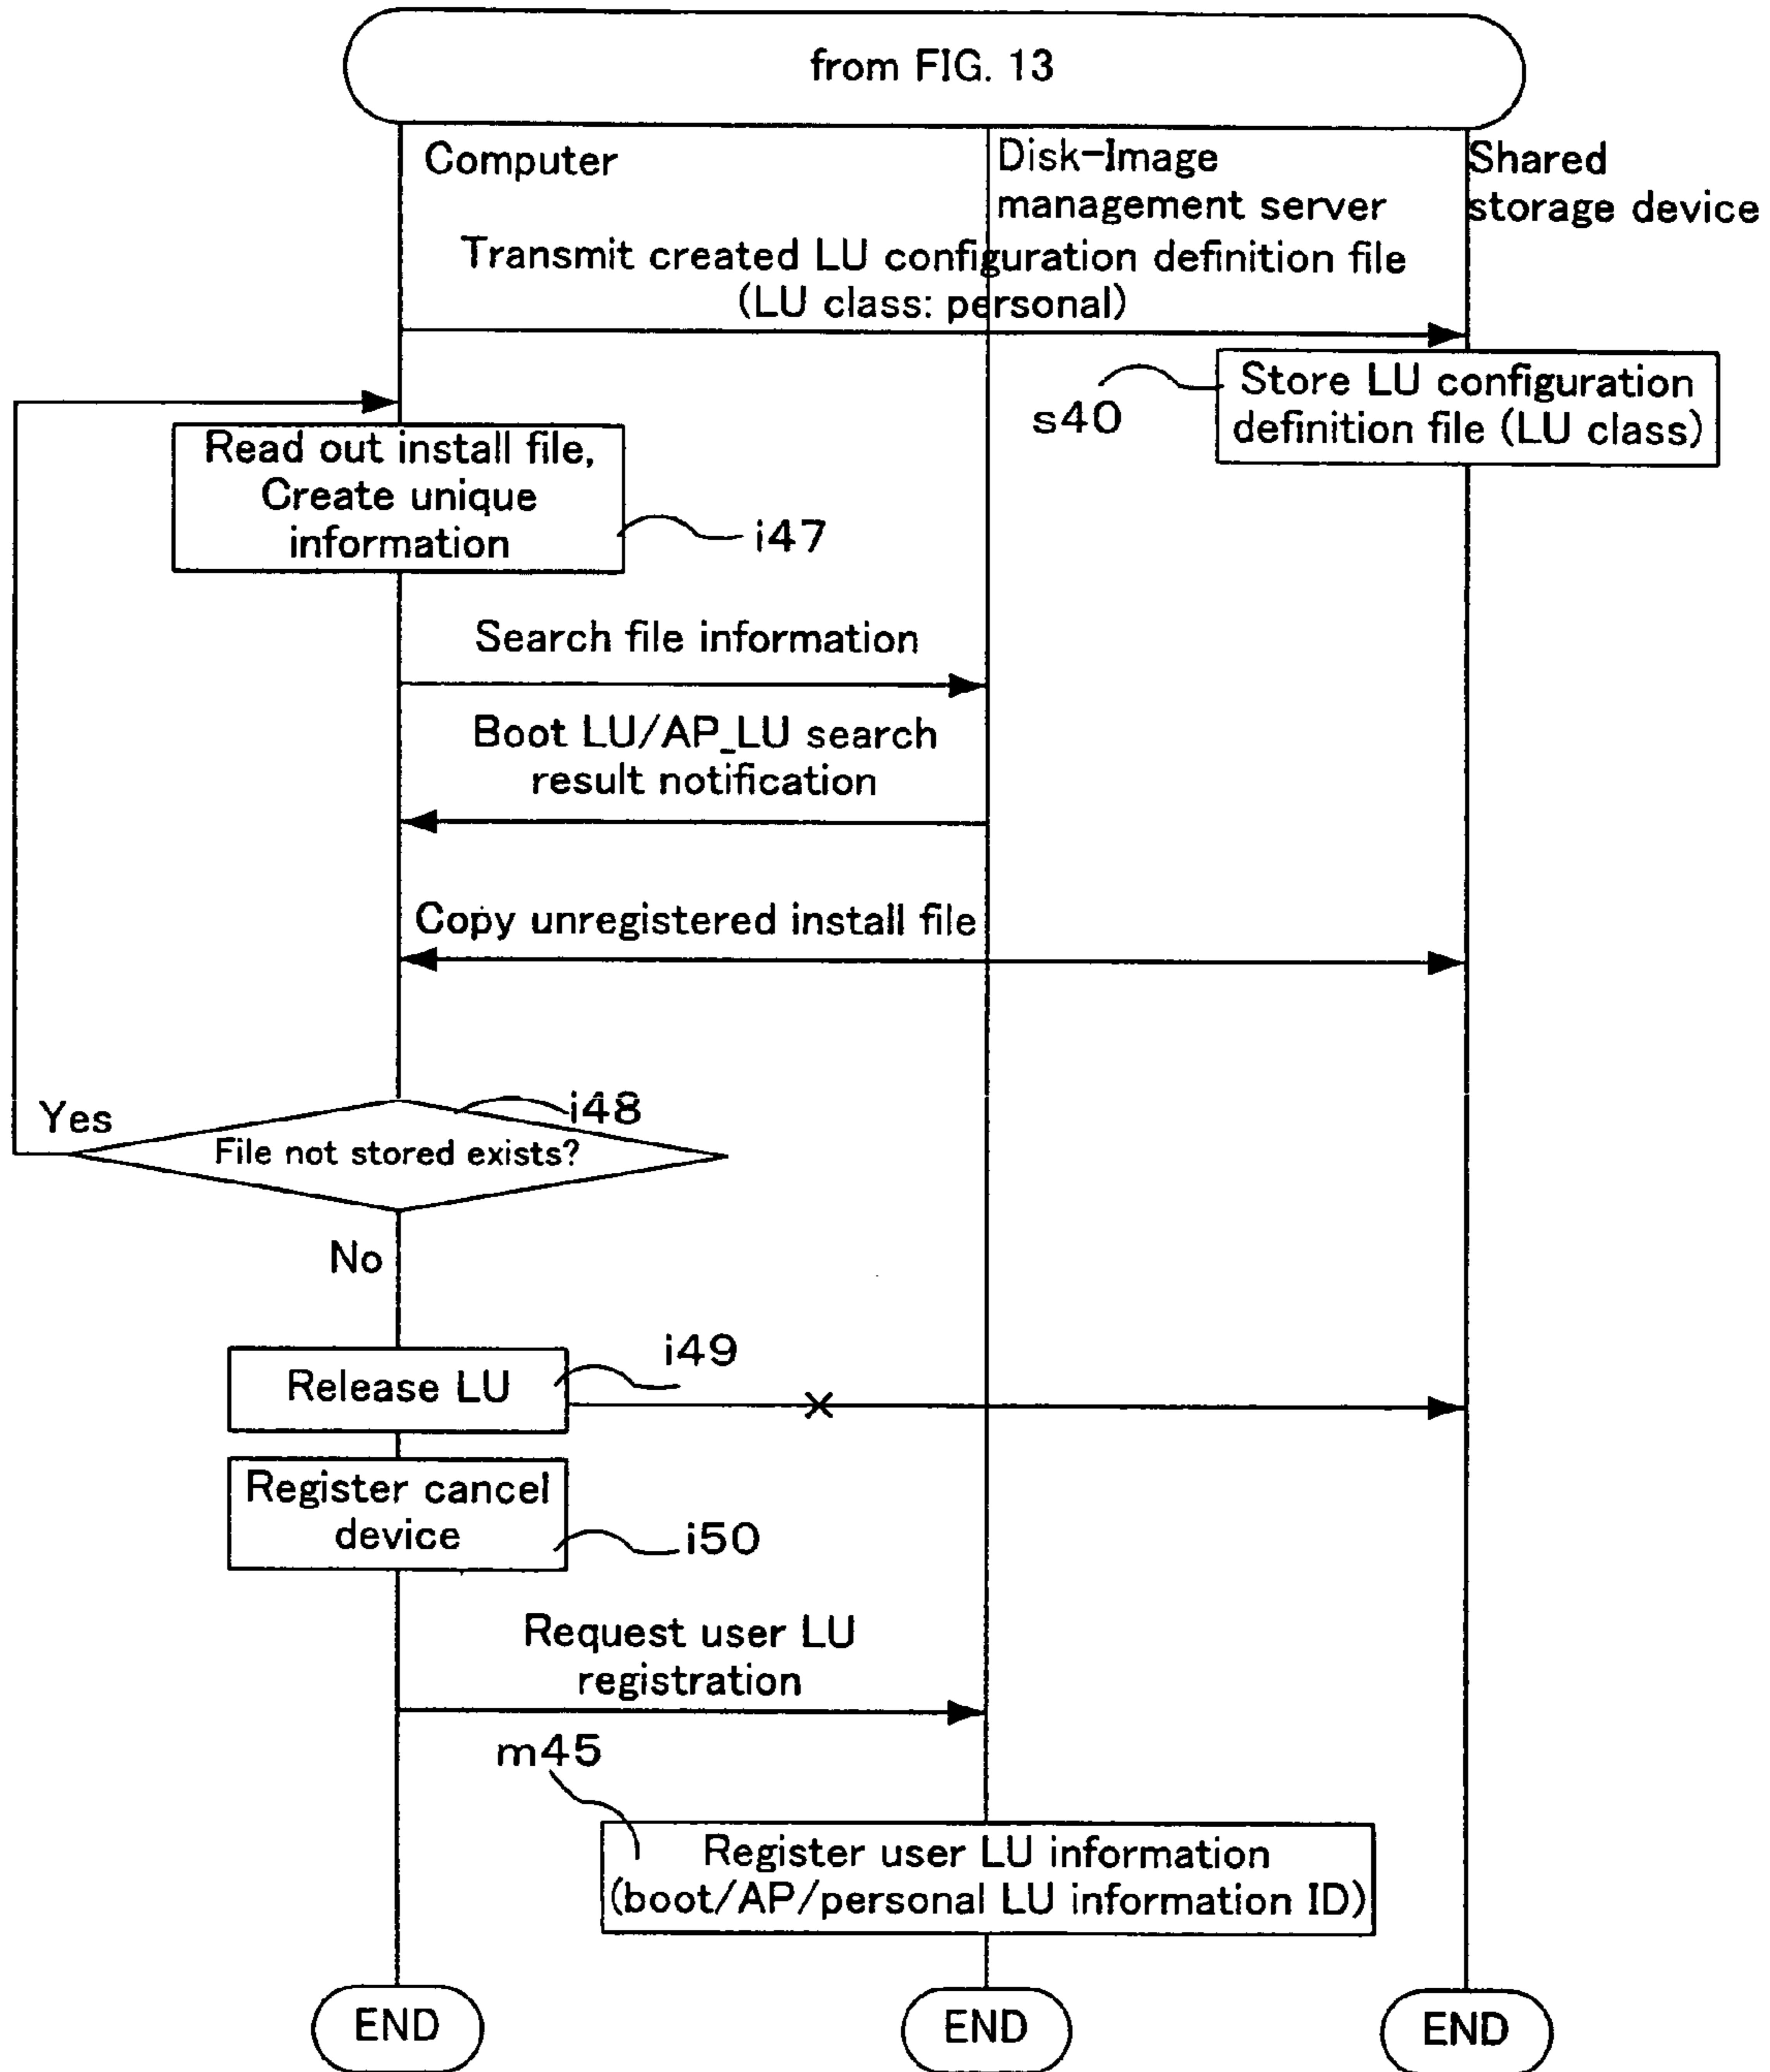 from FIG. 13
Computer
Disk-Image
management server
Shared
storage device
Transmit created LU configuration definition file
(LU class: personal)
s40
Store LU configuration
definition file (LU class)
Read out install file,
Create unique
information
i47
Search file information
Boot LU/AP_LU search
result notification
Copy unregistered install file
Yes
i48
File not stored exists?
No
Release LU
i49
Register cancel
device
i50
Request user LU
registration
m45
Register user LU information
(boot/AP/personal LU information ID)
END
END
END